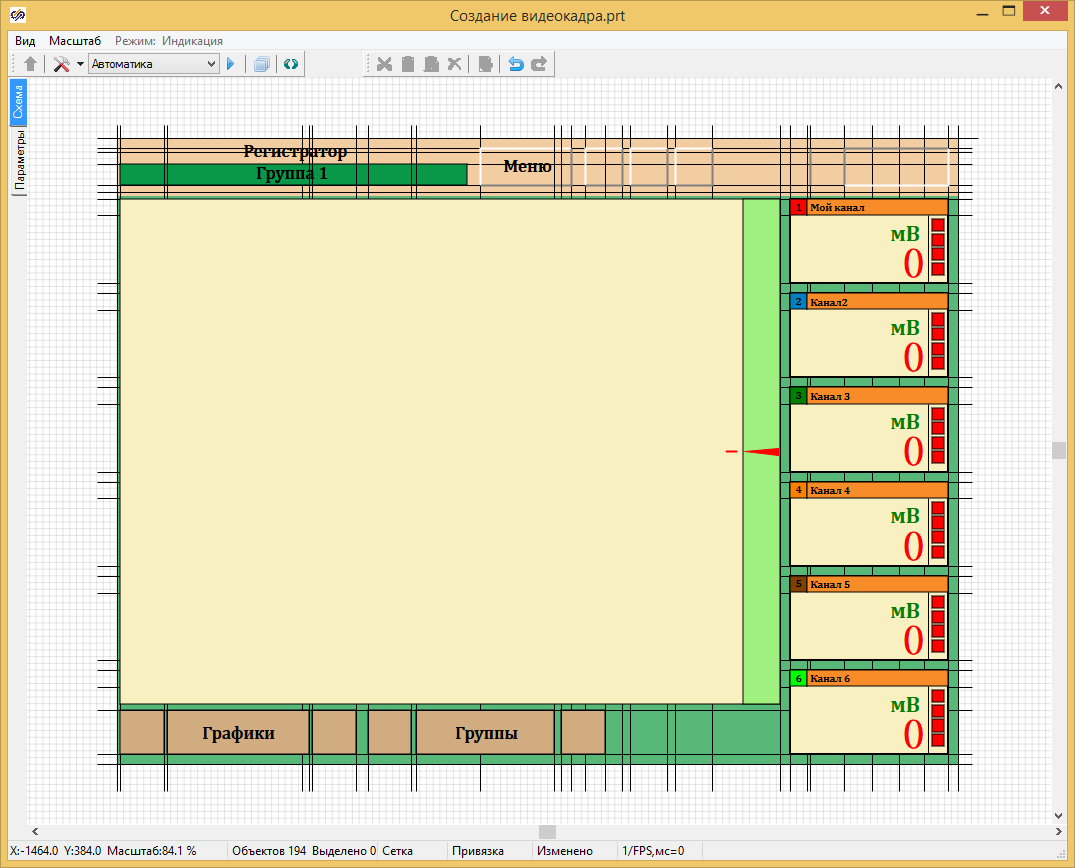 Создание видеокадра.prt
Вид Масштаб Режим: Индикация
Автоматика
Схема
Параметры
Регистратор
Группа 1
Меню
1 Мой канал
мВ
0
2 Канал2
мВ
0
3 Канал 3
мВ
0
4 Канал 4
мВ
0
5 Канал 5
мВ
0
6 Канал 6
мВ
0
Графики Группы
X:-1464.0 Y:384.0 Масштаб:84.1 % Объектов 194 Выделено 0 Сетка Привязка Изменено 1/FPS,мс=0